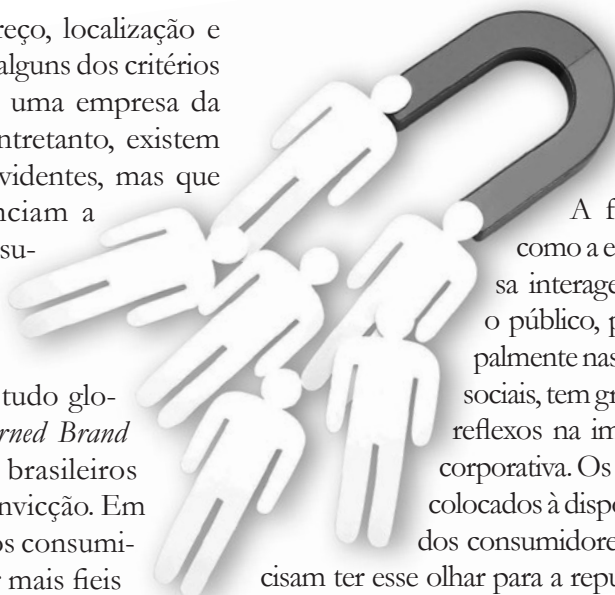 reço, localização e
alguns dos critérios
uma empresa da
ntretanto, existem
videntes, mas que
nciam a
su-
tudo glo-
rned Brand
brasileiros
nvicção. Em
os consumi-
r mais fieis
A f
como a e
sa interage
o público, p
palmente nas
sociais, tem gr
reflexos na im
corporativa. Os
colocados à dispo
dos consumidore
cisam ter esse olhar para a repu